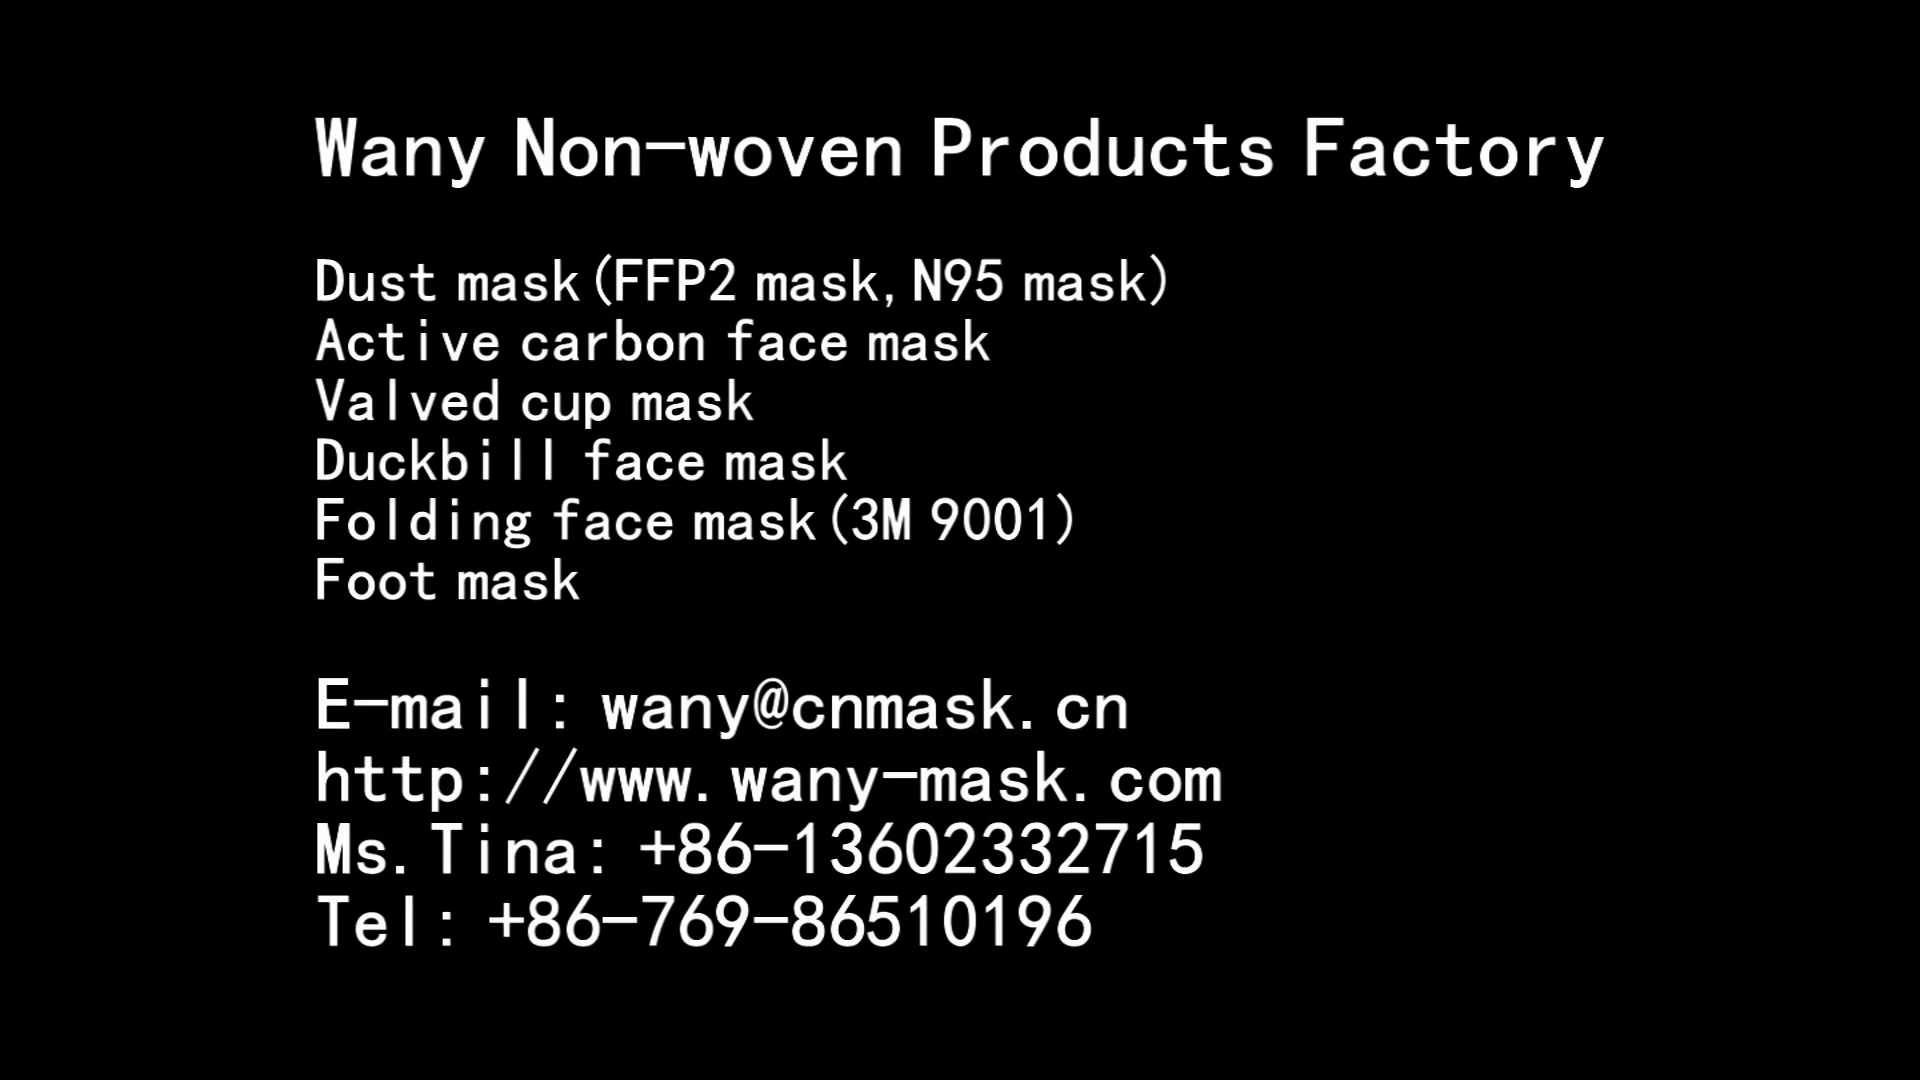 Wany Non-woven Products Factory
Dust mask(FFP2 mask,N95 mask)
Active carbon face mask
Valved cup mask
Duckbill face mask
Folding face mask(3M 9001)
Foot mask
E-mail: wany@cnmask.cn
http://www.wany-mask.com
Ms.Tina: +86-13602332715
Tel: +86-769-86510196